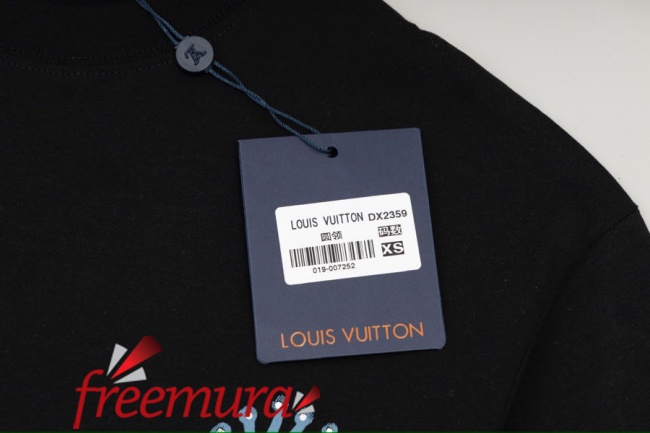 LOUIS VUITTON DX2359
圆领 码数
XS
019-007252
LOUIS VUITTON
freemura